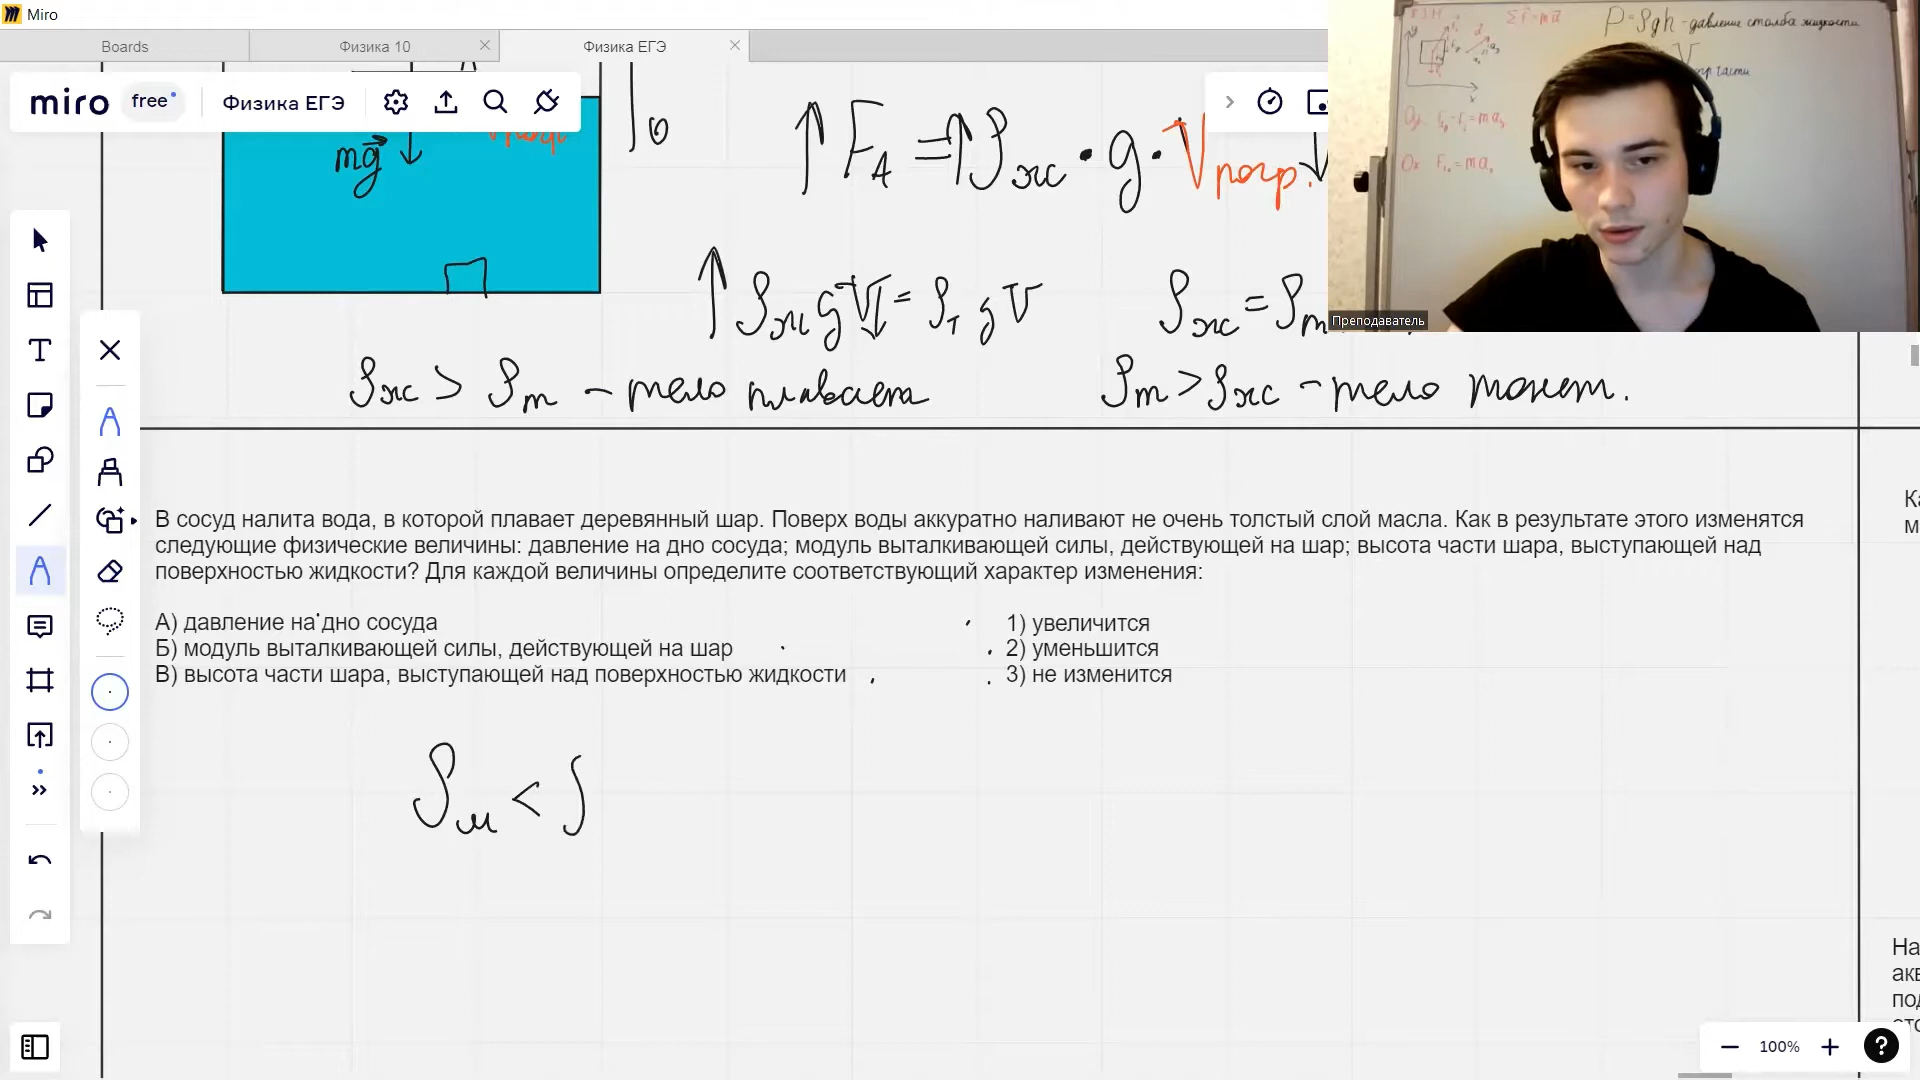 Miro
Boards
Физика 10
Физика ЕГЭ
miro
free
Физика ЕГЭ
P = ρgh - давление столба жидкости
mg
F_A = ρ_ж · g · V_погр.
ρ_ж g V = ρ_т g V
ρ_ж = ρ_т
Преподаватель
ρ_ж > ρ_т – тело плавает
ρ_т > ρ_ж – тело тонет.
В сосуд налита вода, в которой плавает деревянный шар. Поверх воды аккуратно наливают не очень толстый слой масла. Как в результате этого изменятся
следующие физические величины: давление на дно сосуда; модуль выталкивающей силы, действующей на шар; высота части шара, выступающей над
поверхностью жидкости? Для каждой величины определите соответствующий характер изменения:
А) давление на дно сосуда
Б) модуль выталкивающей силы, действующей на шар
В) высота части шара, выступающей над поверхностью жидкости
1) увеличится
2) уменьшится
3) не изменится
ρ_м <
100%